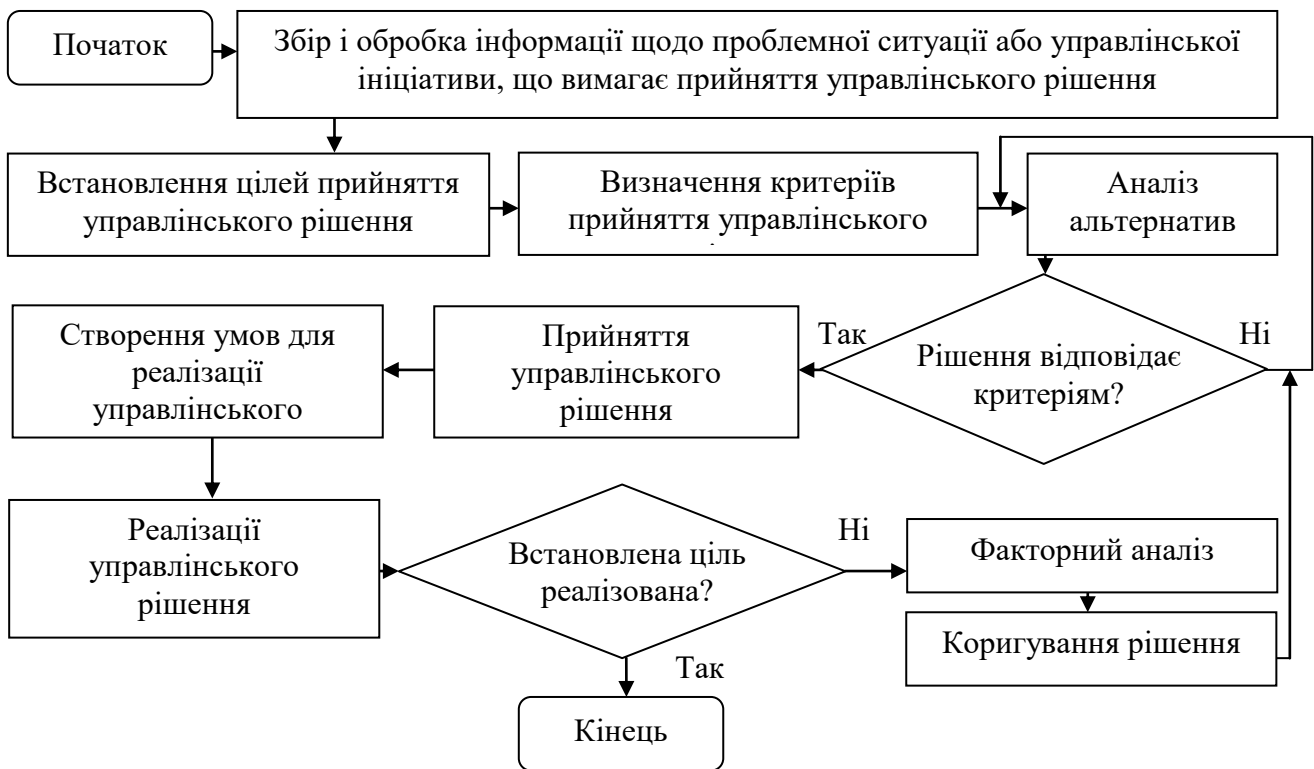 Початок
Збір і обробка інформації щодо проблемної ситуації або управлінської
ініціативи, що вимагає прийняття управлінського рішення
Встановлення цілей прийняття
управлінського рішення
Визначення критеріїв
прийняття управлінського
Аналіз
альтернатив
Створення умов для
реалізації
управлінського
Прийняття
управлінського
рішення
Так
Рішення відповідає
критеріям?
Ні
Реалізації
управлінського
рішення
Встановлена ціль
реалізована?
Ні
Факторний аналіз
Коригування рішення
Так
Кінець